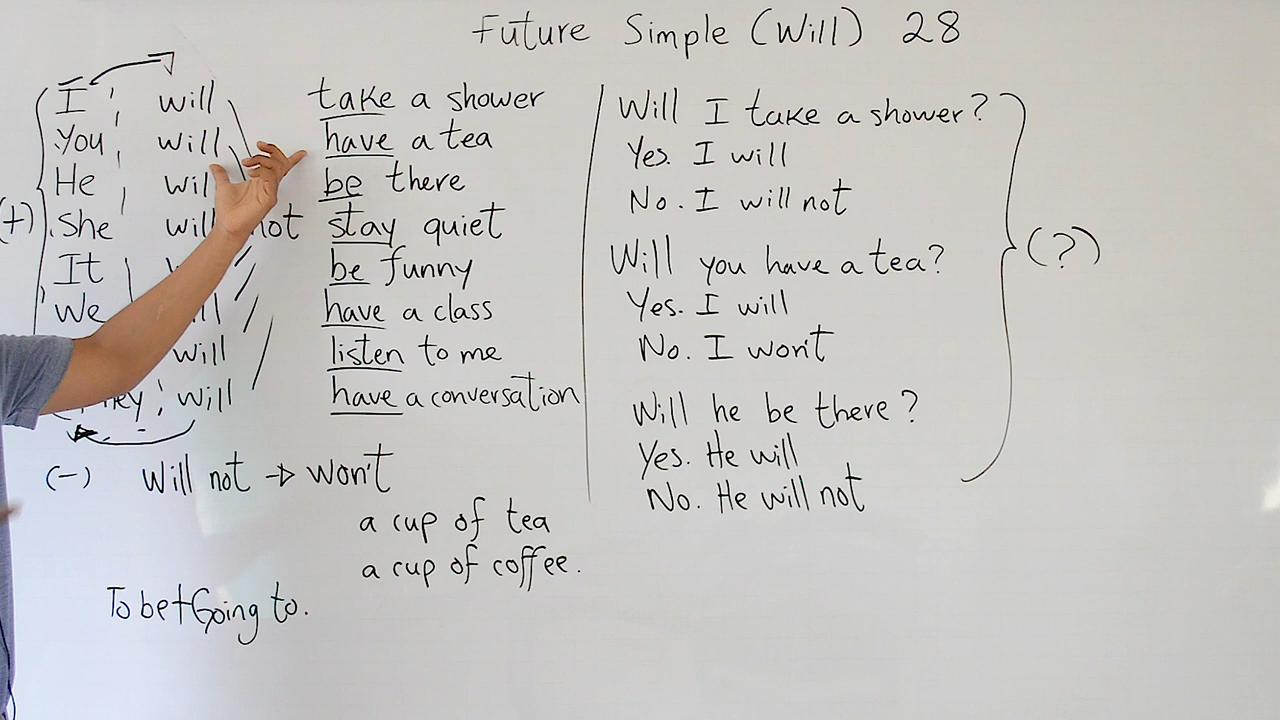 Future Simple (Will) 28
I will take a shower
You will have a tea
He will be there
(+) She will not stay quiet
It be funny
We will have a class
will listen to me
They will have a conversation
(-) Will not → won't
a cup of tea
a cup of coffee.
To be+Going to.
Will I take a shower?
Yes. I will
No. I will not
Will you have a tea?
Yes. I will
No. I won't
(?)
Will he be there?
Yes. He will
No. He will not